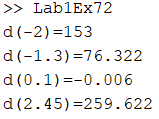 >> Lab1Ex72
d(-2)=153
d(-1.3)=76.322
d(0.1)=-0.006
d(2.45)=259.622